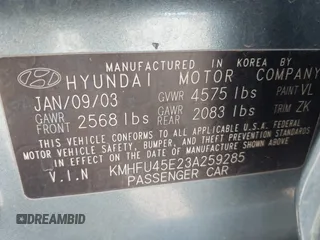 MANUFACTURED IN KOREA BY
HYUNDAI MOTOR COMPANY
JAN/09/03 GVWR 4575 lbs PAINT VL
GAWR FRONT 2568 lbs GAWR REAR 2083 lbs TRIM ZK
THIS VEHICLE CONFORMS TO ALL APPLICABLE U.S.A. FEDERAL
MOTOR VEHICLE SAFETY BUMPER, AND THEFT PREVENTION
STANDARDS IN EFFECT ON THE DATE OF MANUFACTURE SHOWN ABOVE.
V.I.N KMHFU45E23A259285
PASSENGER CAR
DREAMBID